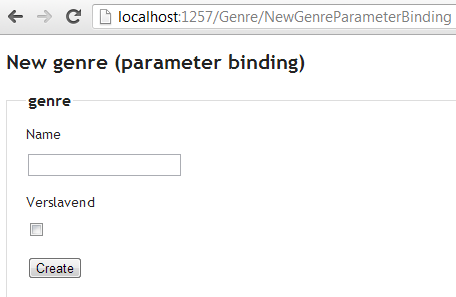 localhost:1257/Genre/NewGenreParameterBinding
New genre (parameter binding)
genre
Name
Verslavend
Create